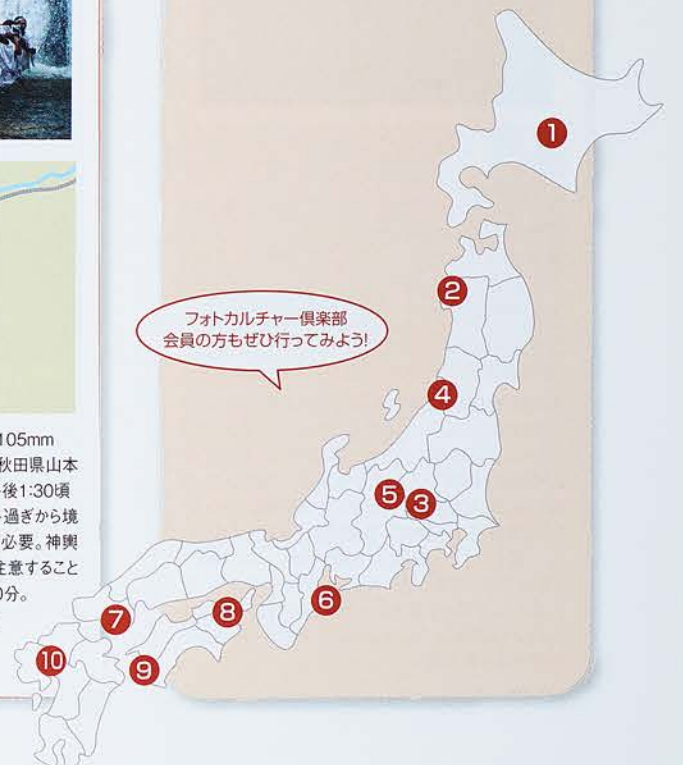 105mm
秋田県山本
後1:30頃
過ぎから境
必要。神輿
注意すること
0分。
フォトカルチャー倶楽部
会員の方もぜひ行ってみよう!
1
2
4
5
3
6
8
7
10
9